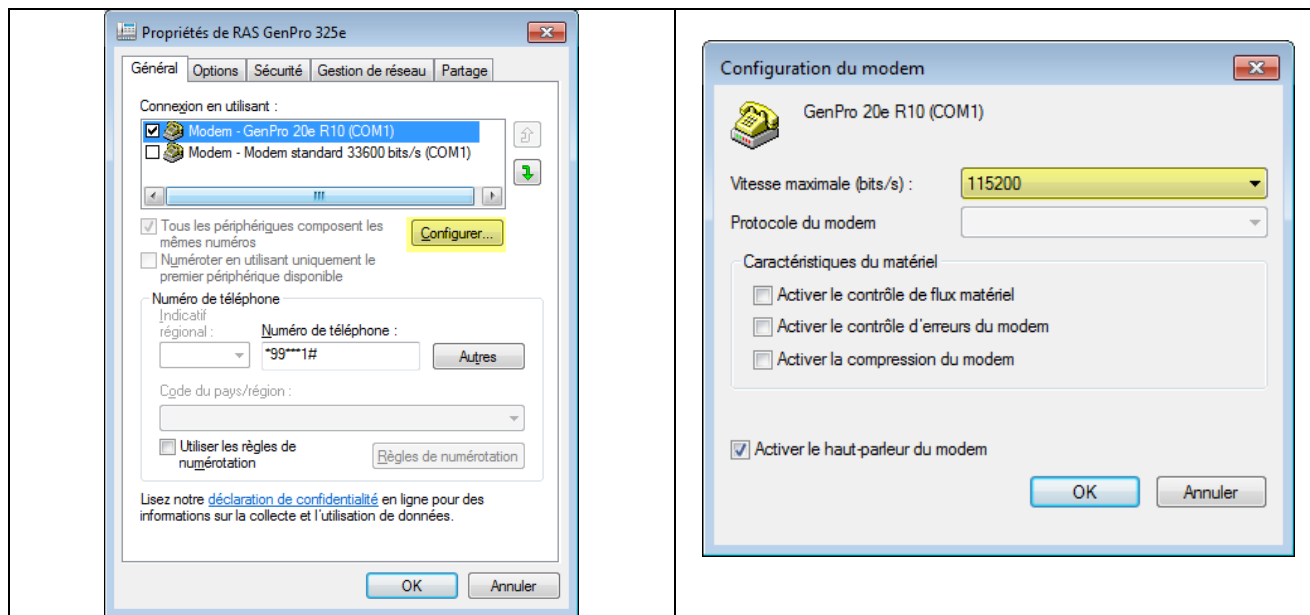 Propriétés de RAS GenPro 325e
Général Options Sécurité Gestion de réseau Partage
Connexion en utilisant :
Modem - GenPro 20e R10 (COM1)
Modem - Modem standard 33600 bits/s (COM1)
Tous les périphériques composent les
mêmes numéros
Configurer...
Numéroter en utilisant uniquement le
premier périphérique disponible
Numéro de téléphone
Indicatif
régional :
Numéro de téléphone :
*99***1#
Autres
Code du pays/région :
Utiliser les règles de
numérotation
Règles de numérotation
Lisez notre déclaration de confidentialité en ligne pour des
informations sur la collecte et l'utilisation de données.
OK Annuler
Configuration du modem
GenPro 20e R10 (COM1)
Vitesse maximale (bits/s) : 115200
Protocole du modem
Caractéristiques du matériel
Activer le contrôle de flux matériel
Activer le contrôle d'erreurs du modem
Activer la compression du modem
Activer le haut-parleur du modem
OK Annuler